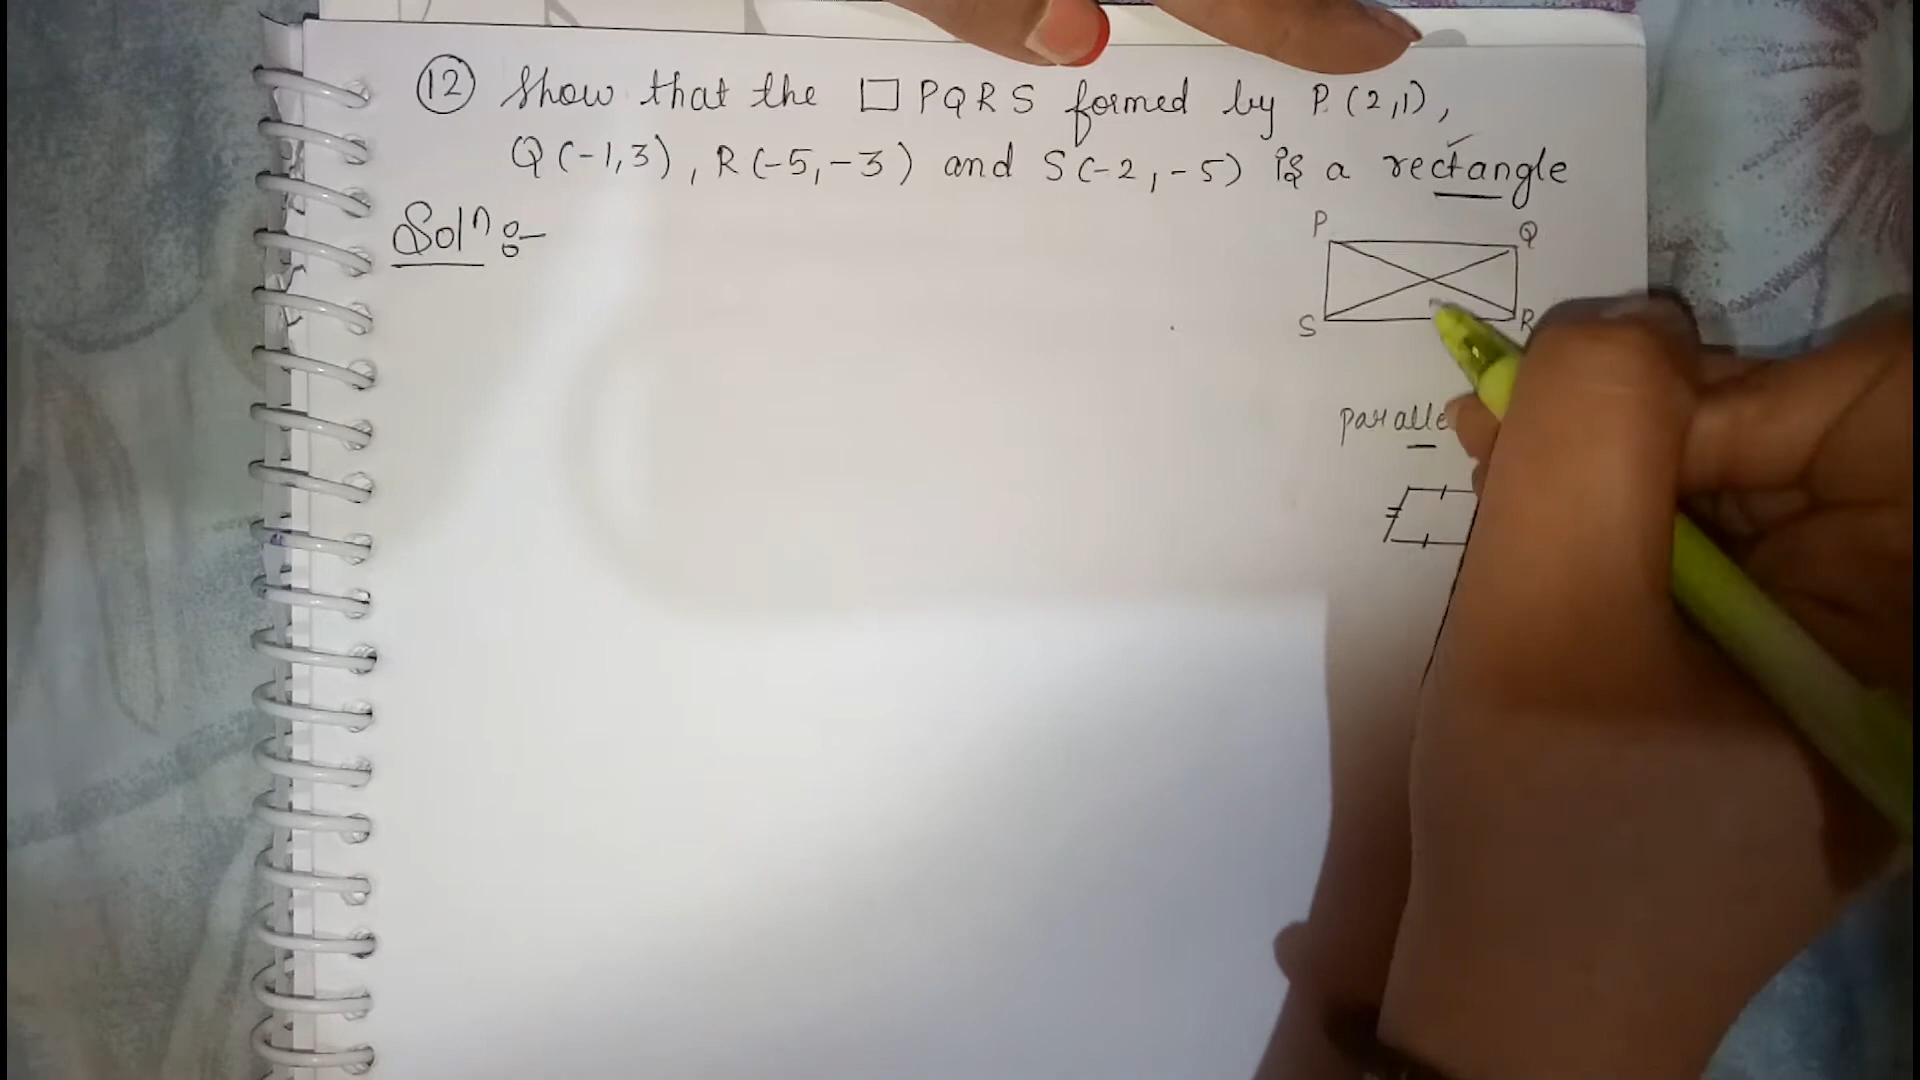 12 Show that the □ PQRS formed by P(2,1),
Q(-1,3), R(-5,-3) and S(-2,-5) is a rectangle
Soln :-
P Q
S R